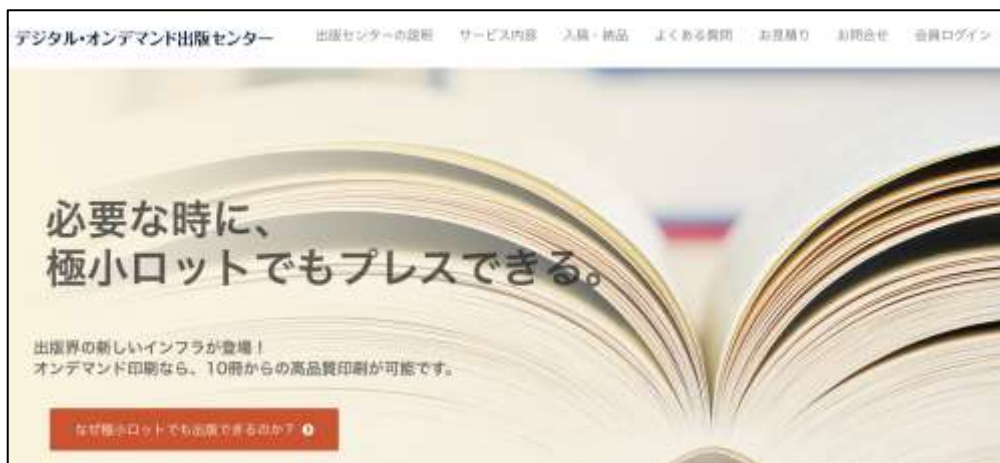 デジタル・オンデマンド出版センター
出版センターの説明 サービス内容 入稿・納品 よくある質問 お見積り お問合せ 会員ログイン
必要な時に、
極小ロットでもプレスできる。
出版界の新しいインフラが登場！
オンデマンド印刷なら、10冊からの高品質印刷が可能です。
なぜ極小ロットでも出版できるのか？